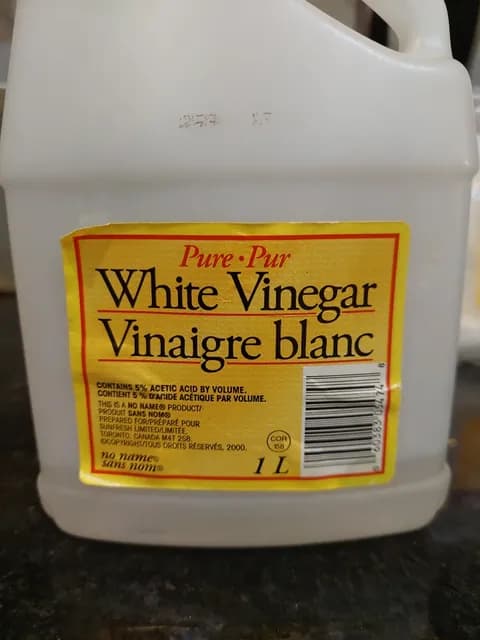 Pure • Pur
White Vinegar
Vinaigre blanc
CONTAINS 5% ACETIC ACID BY VOLUME.
CONTIENT 5 % D'ACIDE ACÉTIQUE PAR VOLUME.
THIS IS A NO NAME® PRODUCT/
PRODUIT SANS NOM®
PREPARED FOR/PRÉPARÉ POUR
SUNFRESH LIMITED/LIMITÉE,
TORONTO, CANADA M4T 2S8.
©COPYRIGHT/TOUS DROITS RÉSERVÉS, 2000.
no name®
sans nom®
COR
158
1 L